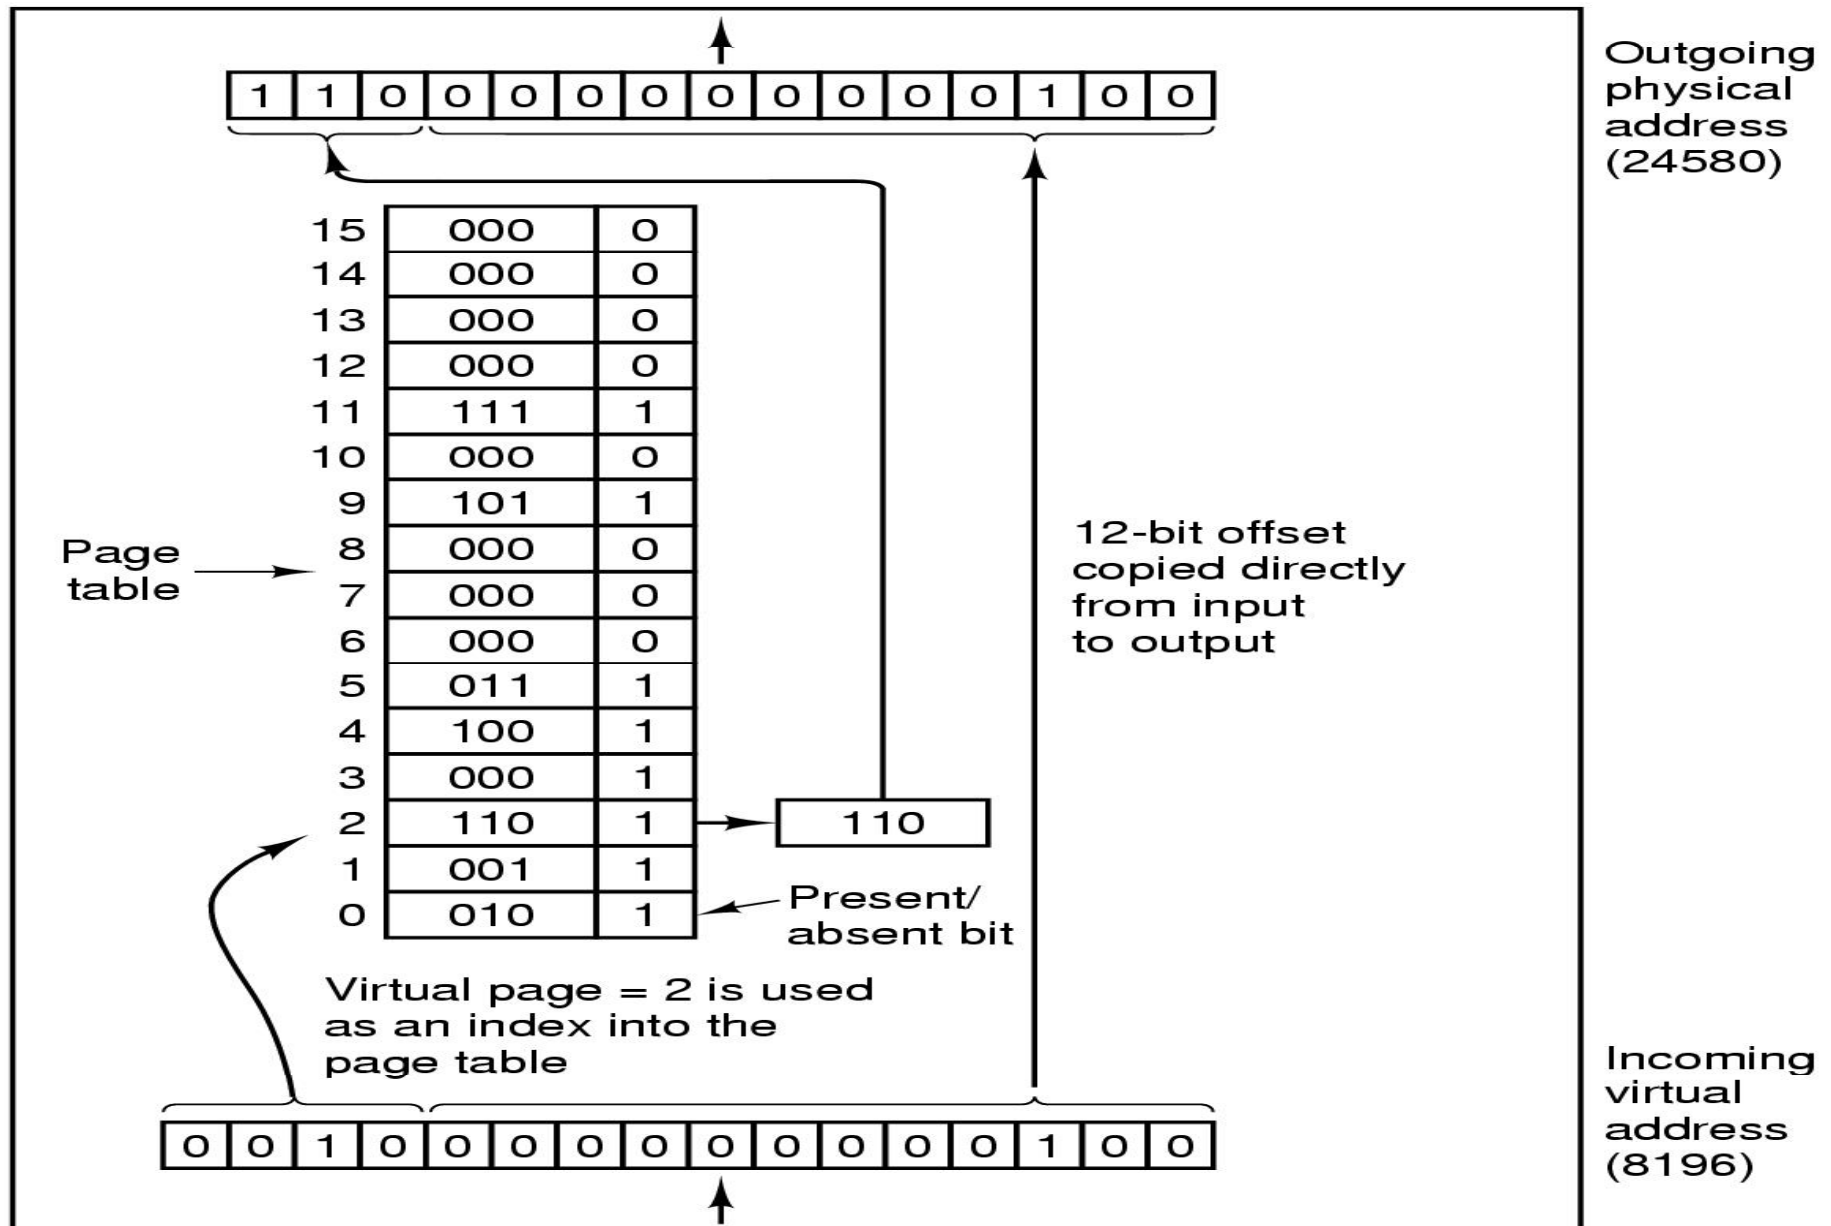 1 1 0 0 0 0 0 0 0 0 0 0 1 0 0
Outgoing
physical
address
(24580)
15 000 0
14 000 0
13 000 0
12 000 0
11 111 1
10 000 0
9 101 1
8 000 0
7 000 0
6 000 0
5 011 1
4 100 1
3 000 1
2 110 1 110
1 001 1
0 010 1
Page
table
12-bit offset
copied directly
from input
to output
Present/
absent bit
Virtual page = 2 is used
as an index into the
page table
0 0 1 0 0 0 0 0 0 0 0 0 0 1 0 0
Incoming
virtual
address
(8196)